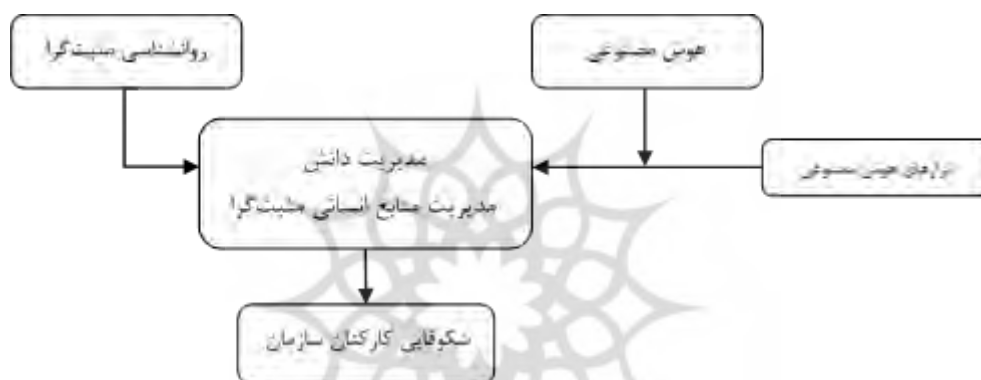 روانشناسی مثبت‌گرا
هوش مصنوعی
مدیریت دانش
مدیریت منابع انسانی مثبت‌گرا
ابزارهای هوش مصنوعی
شکوفایی کارکنان سازمان